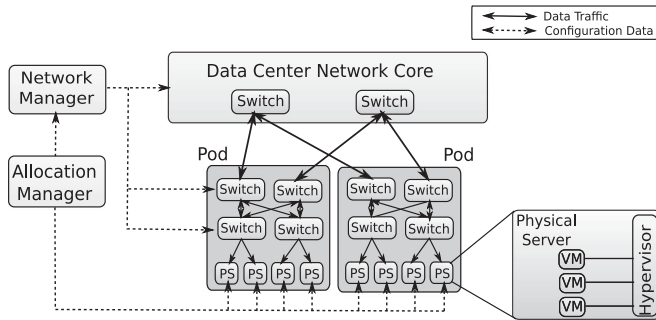 Data Traffic
Configuration Data
Data Center Network Core
Switch Switch
Network
Manager
Allocation
Manager
Pod Pod
Switch Switch Switch Switch
Switch Switch Switch Switch
PS PS PS PS PS PS PS PS
Physical
Server
VM
VM
VM
Hypervisor